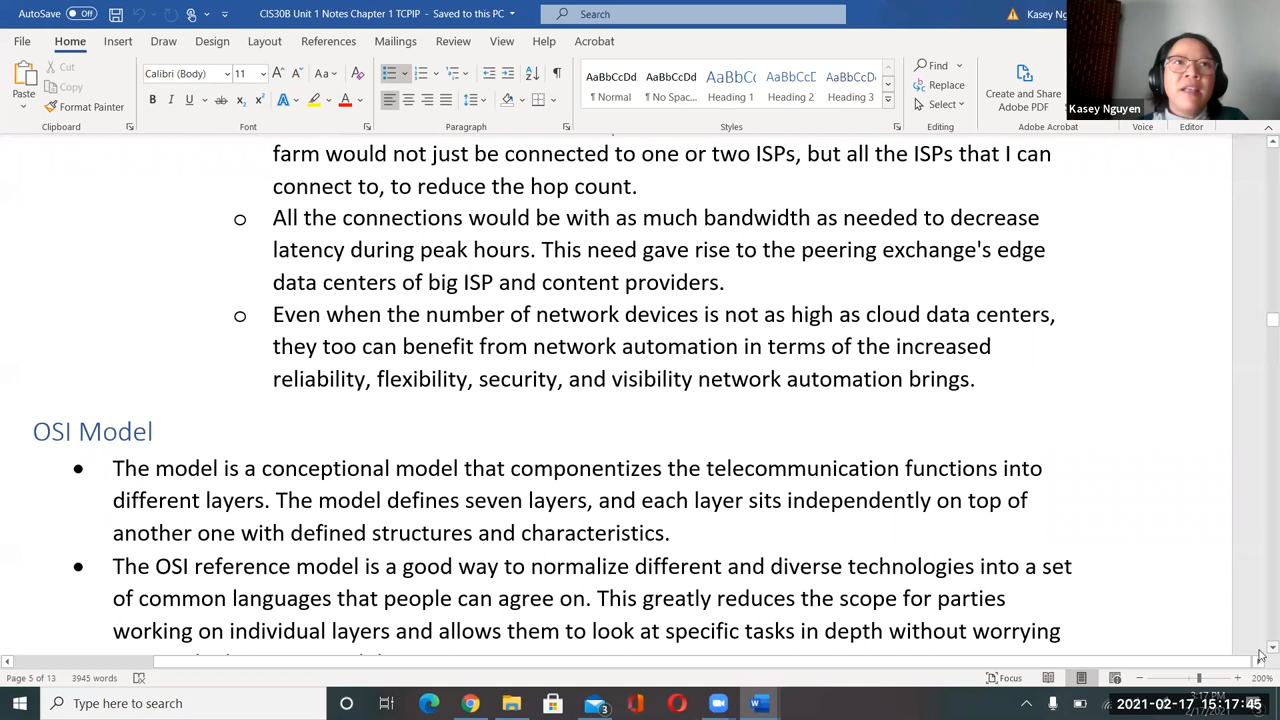 AutoSave Off CIS30B Unit 1 Notes Chapter 1 TCPIP - Saved to this PC Search Kasey Ng
File Home Insert Draw Design Layout References Mailings Review View Help Acrobat
Paste Cut Copy Format Painter
Calibri (Body) 11
AaBbCcDd AaBbCcDd AaBbCc AaBbCcD AaBbCcD
¶ Normal ¶ No Spac... Heading 1 Heading 2 Heading 3
Find Replace Select
Create and Share Adobe PDF
Clipboard Font Paragraph Styles Editing Adobe Acrobat Voice Editor
Kasey Nguyen
farm would not just be connected to one or two ISPs, but all the ISPs that I can
connect to, to reduce the hop count.
o All the connections would be with as much bandwidth as needed to decrease
latency during peak hours. This need gave rise to the peering exchange's edge
data centers of big ISP and content providers.
o Even when the number of network devices is not as high as cloud data centers,
they too can benefit from network automation in terms of the increased
reliability, flexibility, security, and visibility network automation brings.
OSI Model
• The model is a conceptional model that componentizes the telecommunication functions into
different layers. The model defines seven layers, and each layer sits independently on top of
another one with defined structures and characteristics.
• The OSI reference model is a good way to normalize different and diverse technologies into a set
of common languages that people can agree on. This greatly reduces the scope for parties
working on individual layers and allows them to look at specific tasks in depth without worrying
Page 5 of 13 3945 words Focus 200%
Type here to search 3 3:17 PM
2021-02-17 15:17:45